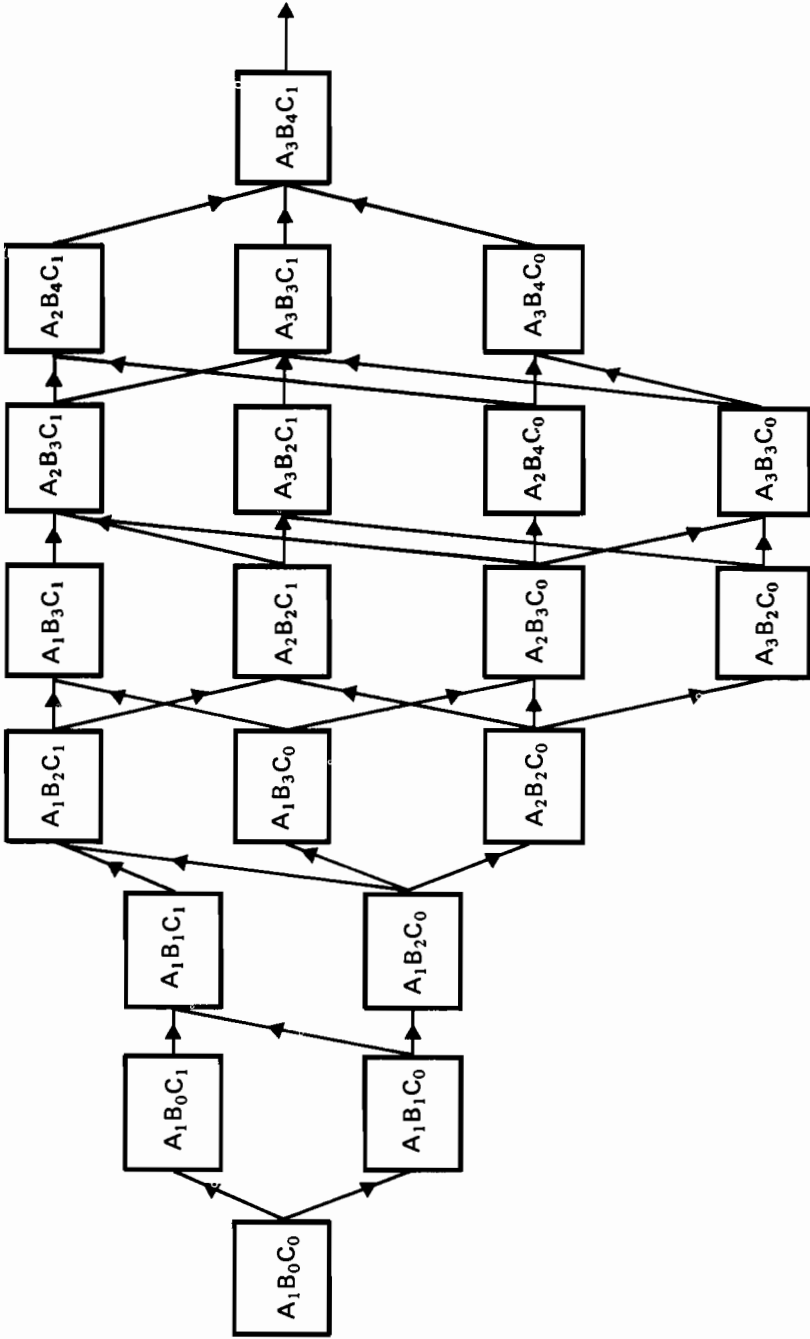 A₃B₄C₁
A₂B₄C₁
A₃B₃C₁
A₃B₄C₀
A₂B₃C₁
A₃B₂C₁
A₂B₄C₀
A₃B₃C₀
A₁B₃C₁
A₂B₂C₁
A₂B₃C₀
A₃B₂C₀
A₁B₂C₁
A₁B₃C₀
A₂B₂C₀
A₁B₁C₁
A₁B₂C₀
A₁B₀C₁
A₁B₁C₀
A₁B₀C₀